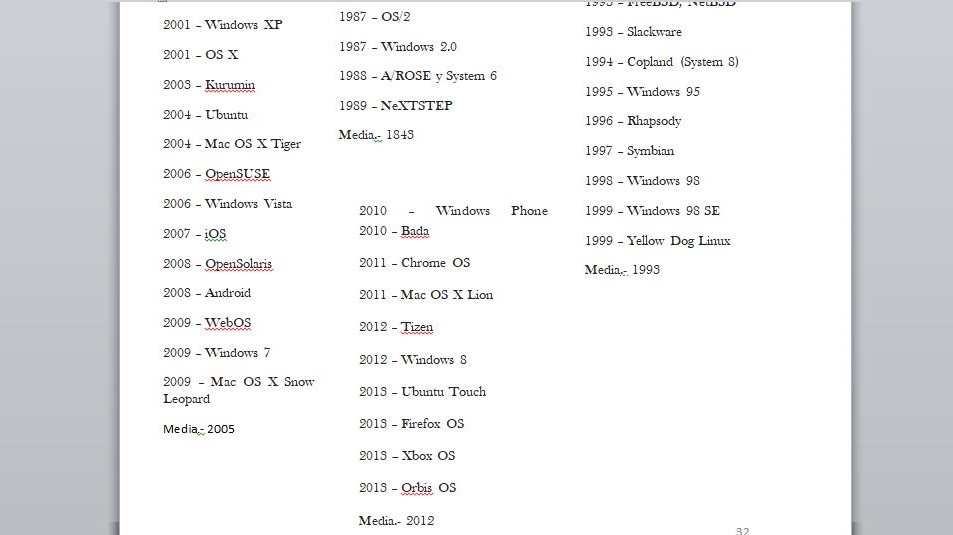 2001 – Windows XP
2001 – OS X
2003 – Kurumin
2004 – Ubuntu
2004 – Mac OS X Tiger
2006 – OpenSUSE
2006 – Windows Vista
2007 – iOS
2008 – OpenSolaris
2008 – Android
2009 – WebOS
2009 – Windows 7
2009 – Mac OS X Snow
Leopard
Media.- 2005
1987 – OS/2
1987 – Windows 2.0
1988 – A/ROSE y System 6
1989 – NeXTSTEP
Media.- 1843
2010 – Windows Phone
2010 – Bada
2011 – Chrome OS
2011 – Mac OS X Lion
2012 – Tizen
2012 – Windows 8
2013 – Ubuntu Touch
2013 – Firefox OS
2013 – Xbox OS
2013 – Orbis OS
Media.- 2012
1993 – FreeBSD, NetBSD
1993 – Slackware
1994 – Copland (System 8)
1995 – Windows 95
1996 – Rhapsody
1997 – Symbian
1998 – Windows 98
1999 – Windows 98 SE
1999 – Yellow Dog Linux
Media.- 1993
32